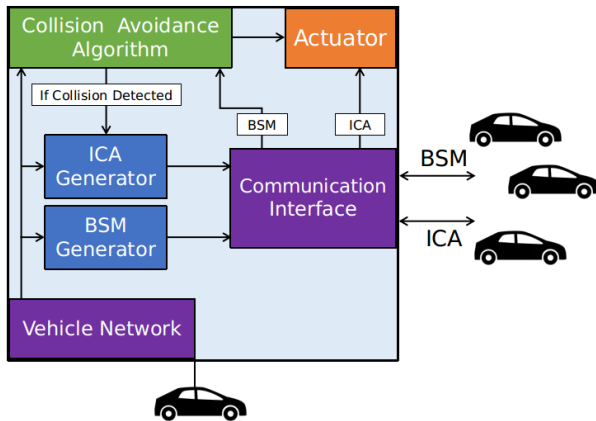 Collision Avoidance
Algorithm
Actuator
If Collision Detected
BSM
ICA
ICA
Generator
Communication
Interface
BSM
BSM
Generator
ICA
Vehicle Network